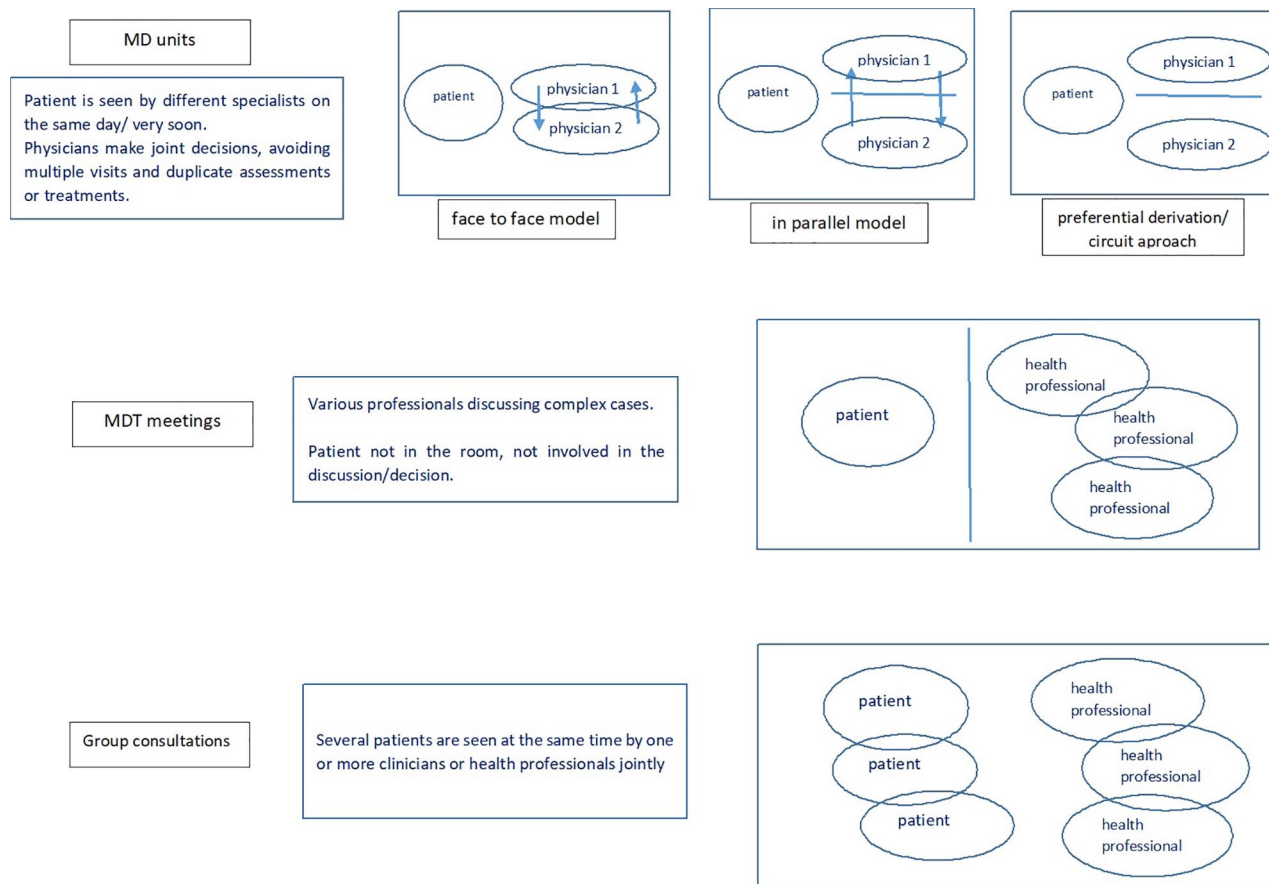 MD units
Patient is seen by different specialists on
the same day/ very soon.
Physicians make joint decisions, avoiding
multiple visits and duplicate assessments
or treatments.
patient
physician 1
physician 2
face to face model
patient
physician 1
physician 2
in parallel model
patient
physician 1
physician 2
preferential derivation/
circuit aproach
MDT meetings
Various professionals discussing complex cases.
Patient not in the room, not involved in the
discussion/decision.
patient
health
professional
health
professional
health
professional
Group consultations
Several patients are seen at the same time by one
or more clinicians or health professionals jointly
patient
patient
patient
health
professional
health
professional
health
professional